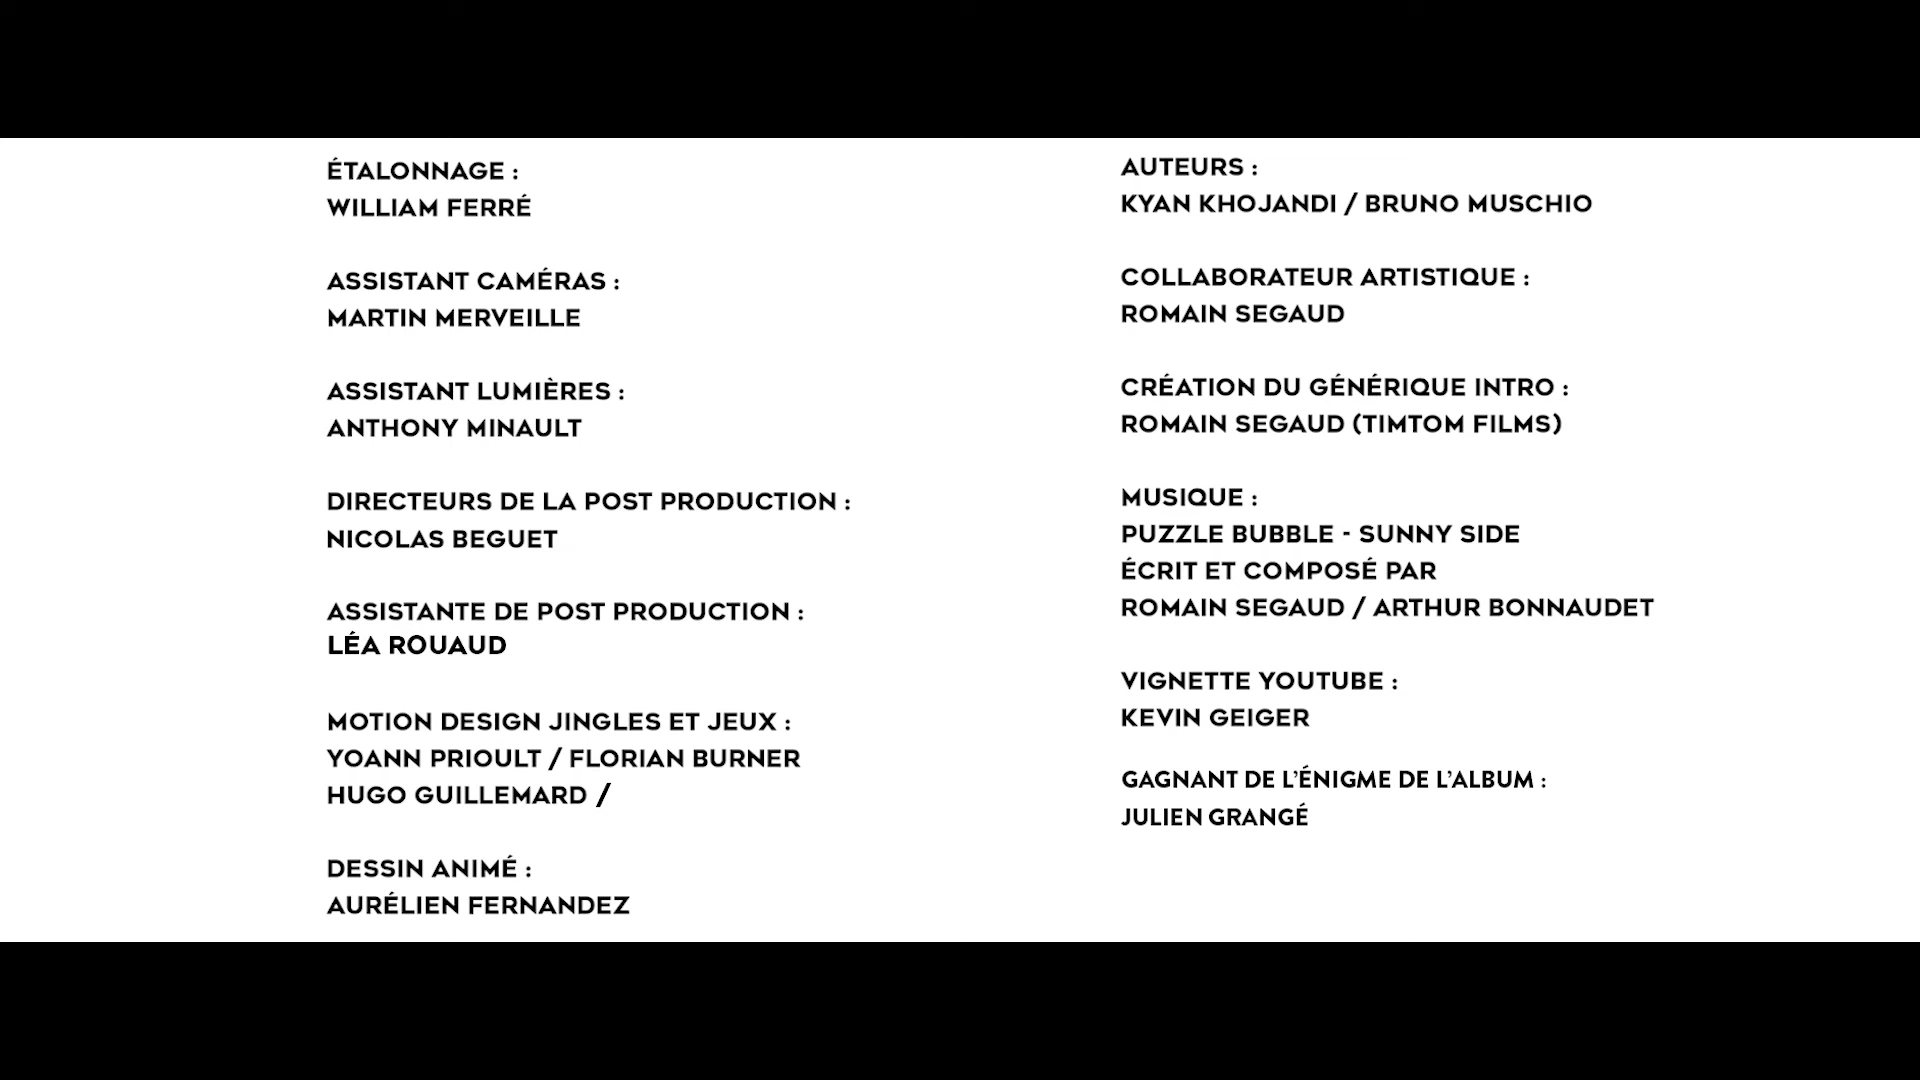 ÉTALONNAGE :
WILLIAM FERRÉ
ASSISTANT CAMÉRAS :
MARTIN MERVEILLE
ASSISTANT LUMIÈRES :
ANTHONY MINAULT
DIRECTEURS DE LA POST PRODUCTION :
NICOLAS BEGUET
ASSISTANTE DE POST PRODUCTION :
LÉA ROUAUD
MOTION DESIGN JINGLES ET JEUX :
YOANN PRIOULT / FLORIAN BURNER
HUGO GUILLEMARD /
DESSIN ANIMÉ :
AURÉLIEN FERNANDEZ
AUTEURS :
KYAN KHOJANDI / BRUNO MUSCHIO
COLLABORATEUR ARTISTIQUE :
ROMAIN SEGAUD
CRÉATION DU GÉNÉRIQUE INTRO :
ROMAIN SEGAUD (TIMTOM FILMS)
MUSIQUE :
PUZZLE BUBBLE - SUNNY SIDE
ÉCRIT ET COMPOSÉ PAR
ROMAIN SEGAUD / ARTHUR BONNAUDET
VIGNETTE YOUTUBE :
KEVIN GEIGER
GAGNANT DE L’ÉNIGME DE L’ALBUM :
JULIEN GRANGÉ